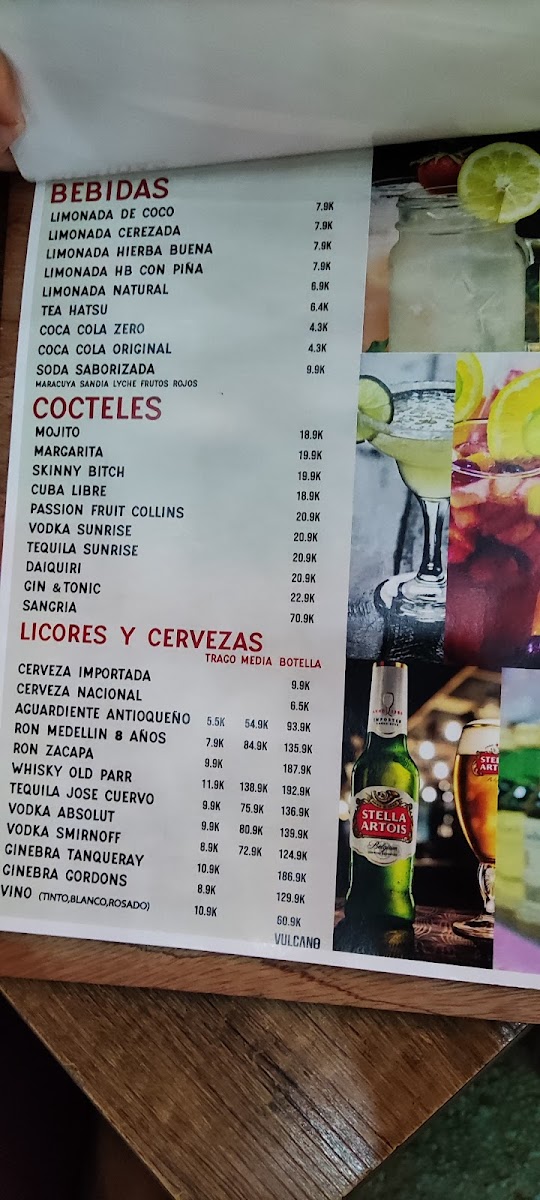 BEBIDAS
LIMONADA DE COCO 7.9K
LIMONADA CEREZADA 7.9K
LIMONADA HIERBA BUENA 7.9K
LIMONADA HB CON PIÑA 7.9K
LIMONADA NATURAL 6.9K
TEA HATSU 6.4K
COCA COLA ZERO 4.3K
COCA COLA ORIGINAL 4.3K
SODA SABORIZADA 9.9K
MARACUYA SANDIA LYCHE FRUTOS ROJOS
COCTELES
MOJITO 18.9K
MARGARITA 19.9K
SKINNY BITCH 19.9K
CUBA LIBRE 18.9K
PASSION FRUIT COLLINS 20.9K
VODKA SUNRISE 20.9K
TEQUILA SUNRISE 20.9K
DAIQUIRI 20.9K
GIN & TONIC 22.9K
SANGRIA 70.9K
LICORES Y CERVEZAS
TRAGO MEDIA BOTELLA
CERVEZA IMPORTADA 9.9K
CERVEZA NACIONAL 6.5K
AGUARDIENTE ANTIOQUEÑO 5.5K 54.9K 93.9K
RON MEDELLIN 8 AÑOS 7.9K 84.9K 135.9K
RON ZACAPA 9.9K 187.9K
WHISKY OLD PARR 11.9K 138.9K 192.9K
TEQUILA JOSE CUERVO 9.9K 75.9K 136.9K
VODKA ABSOLUT 9.9K 80.9K 139.9K
VODKA SMIRNOFF 8.9K 72.9K 124.9K
GINEBRA TANQUERAY 10.9K 186.9K
GINEBRA GORDONS 8.9K 129.9K
VINO (TINTO,BLANCO,ROSADO) 10.9K 60.9K
VULCANO
STELLA
ARTOIS